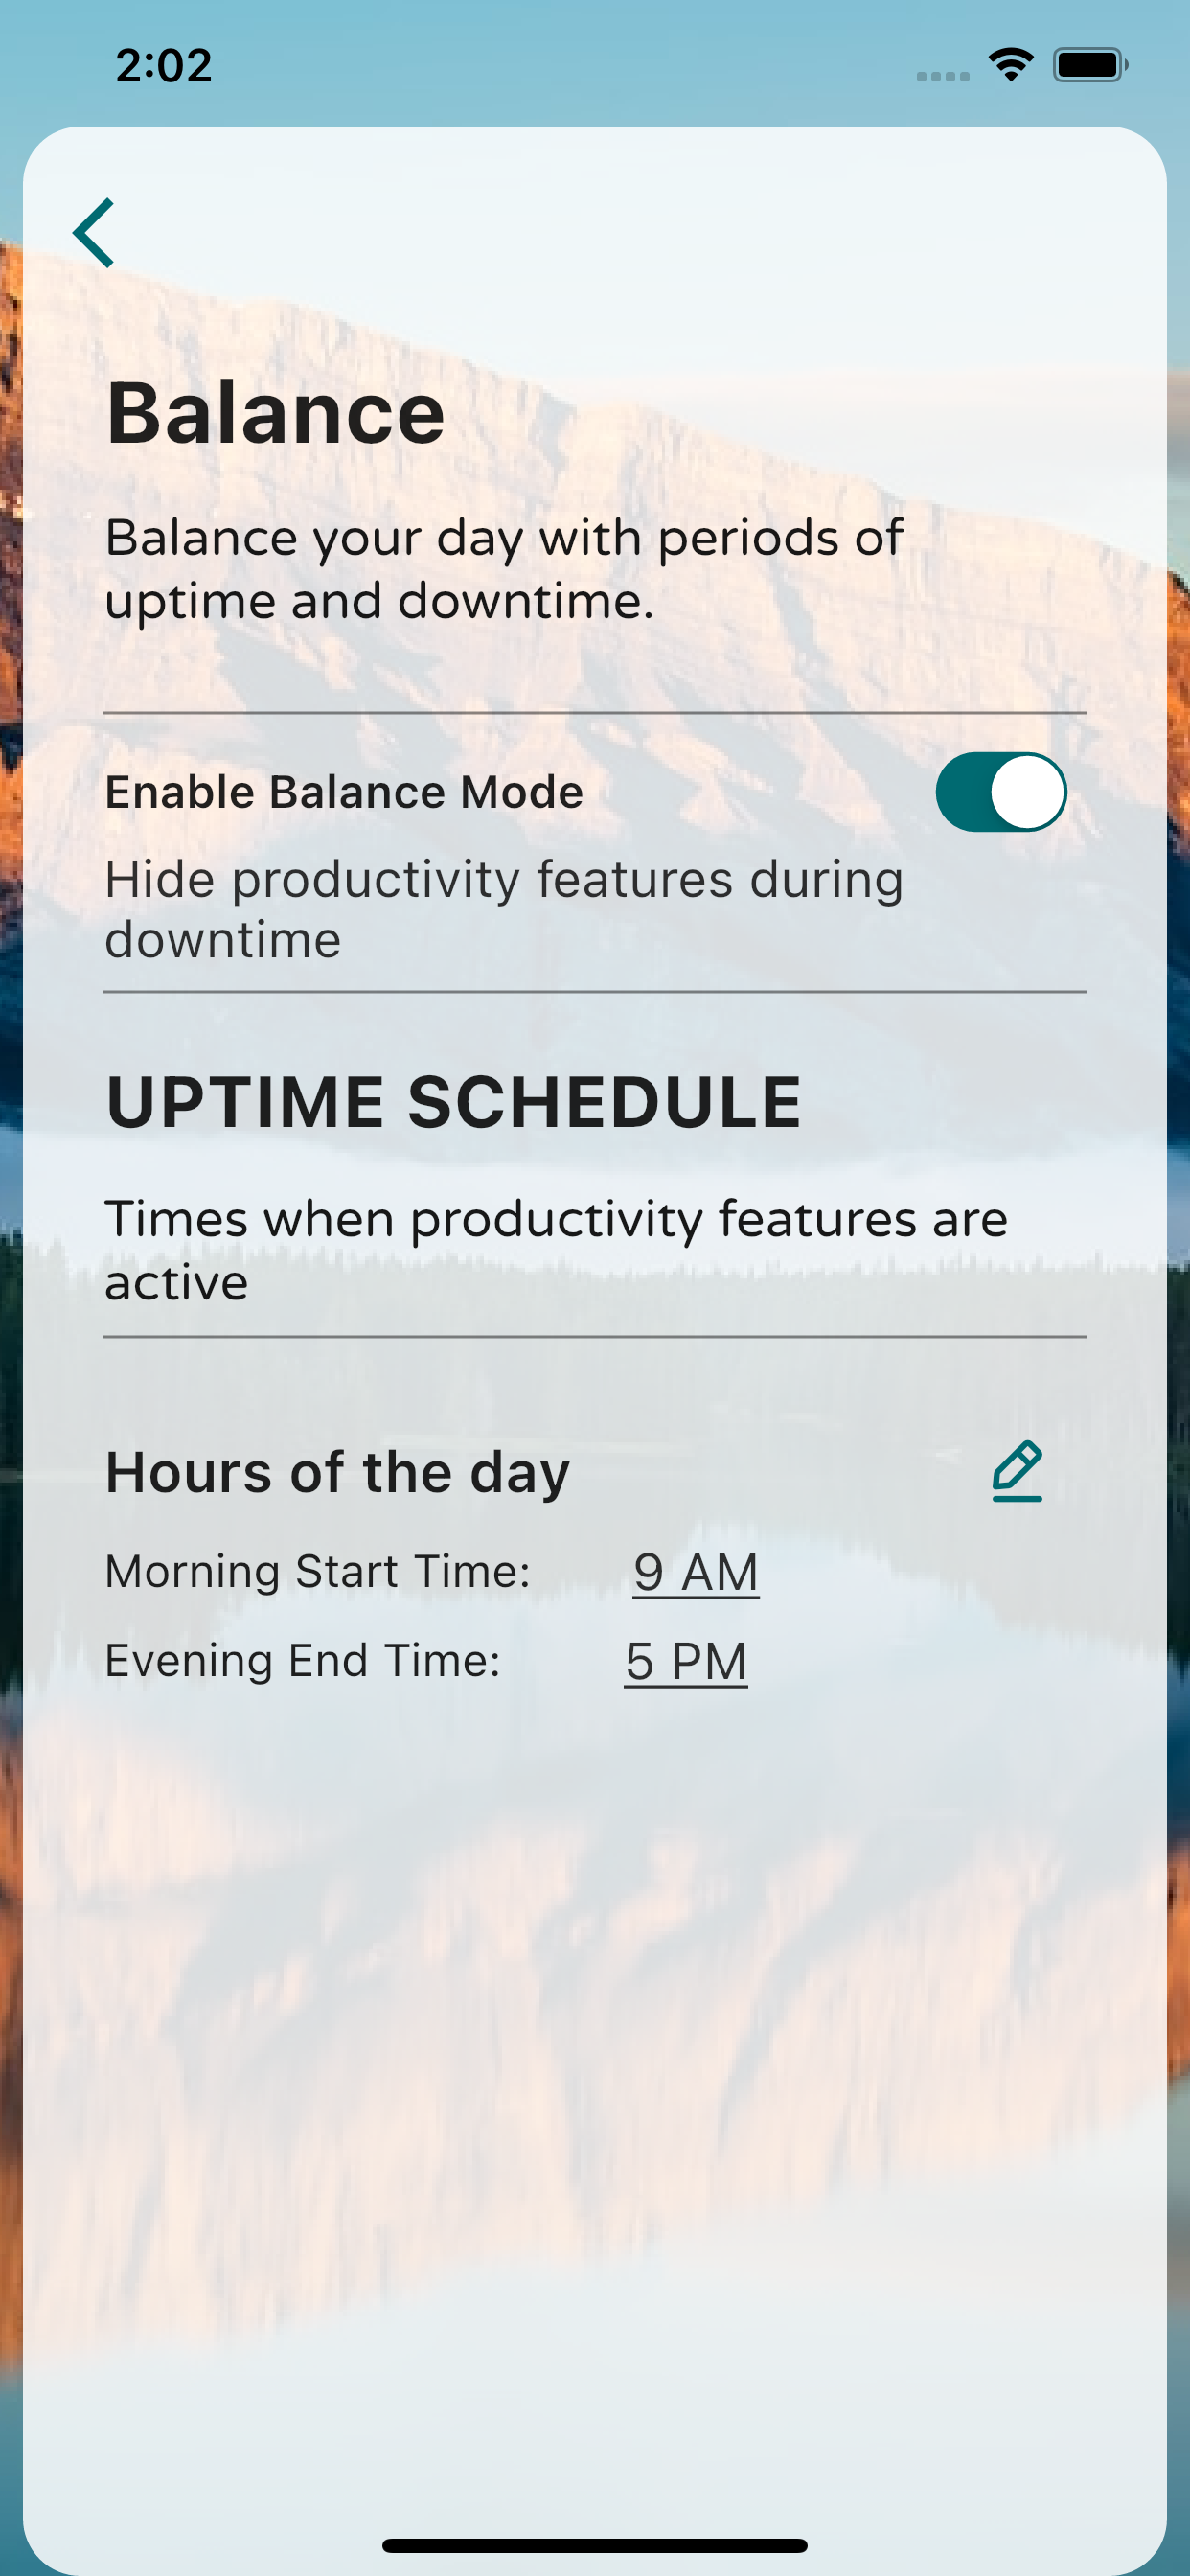 2:02
Balance
Balance your day with periods of
uptime and downtime.
Enable Balance Mode
Hide productivity features during
downtime
UPTIME SCHEDULE
Times when productivity features are
active
Hours of the day
Morning Start Time: 9 AM
Evening End Time: 5 PM